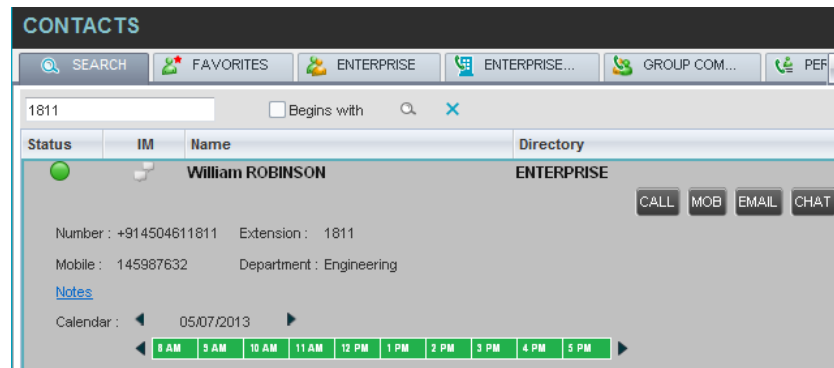 CONTACTS
SEARCH FAVORITES ENTERPRISE ENTERPRISE... GROUP COM... PER
1811 Begins with
Status IM Name Directory
William ROBINSON ENTERPRISE
CALL MOB EMAIL CHAT
Number : +914504611811 Extension : 1811
Mobile : 145987632 Department : Engineering
Notes
Calendar : 05/07/2013
8 AM 9 AM 10 AM 11 AM 12 PM 1 PM 2 PM 3 PM 4 PM 5 PM